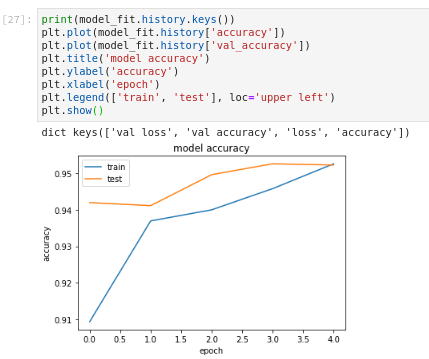 [27]: print(model_fit.history.keys())
plt.plot(model_fit.history['accuracy'])
plt.plot(model_fit.history['val_accuracy'])
plt.title('model accuracy')
plt.ylabel('accuracy')
plt.xlabel('epoch')
plt.legend(['train', 'test'], loc='upper left')
plt.show()
dict keys(['val loss', 'val accuracy', 'loss', 'accuracy'])
model accuracy
train
test
0.95
0.94
0.93
0.92
0.91
accuracy
0.0 0.5 1.0 1.5 2.0 2.5 3.0 3.5 4.0
epoch